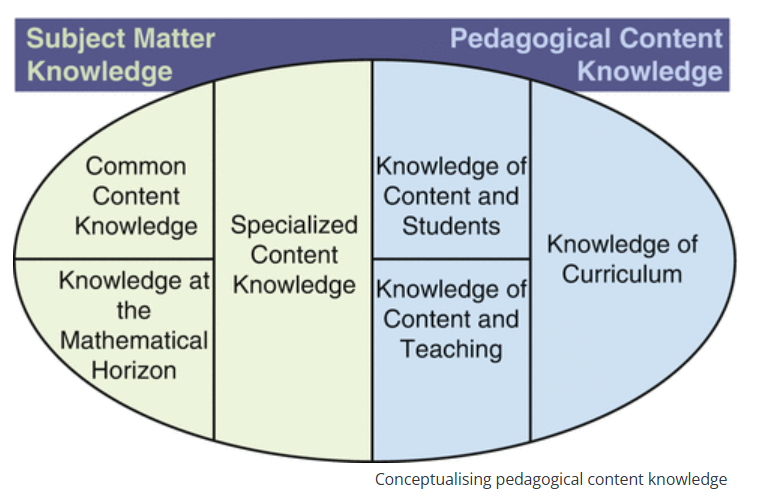 Subject Matter
Knowledge
Pedagogical Content
Knowledge
Common
Content
Knowledge
Knowledge at
the
Mathematical
Horizon
Specialized
Content
Knowledge
Knowledge of
Content and
Students
Knowledge of
Content and
Teaching
Knowledge of
Curriculum
Conceptualising pedagogical content knowledge